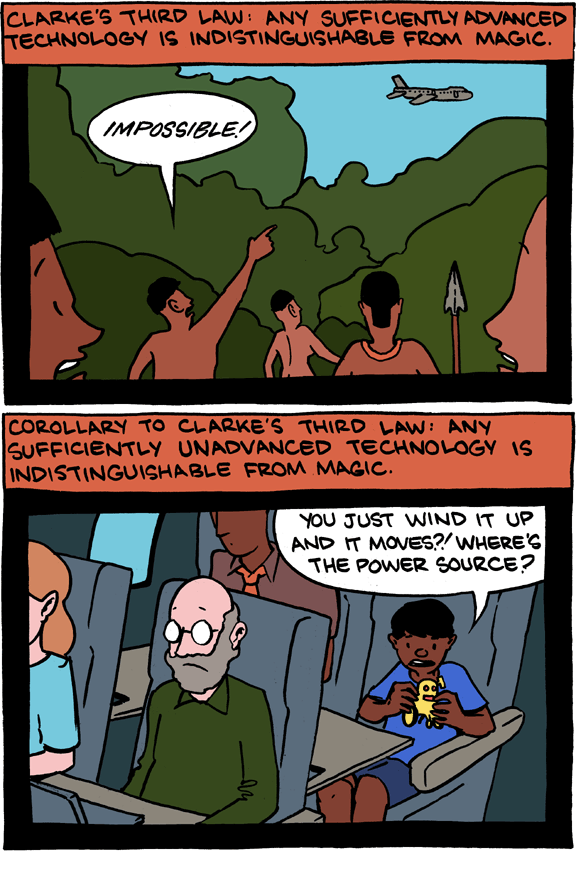 CLARKE'S THIRD LAW: ANY SUFFICIENTLY ADVANCED
TECHNOLOGY IS INDISTINGUISHABLE FROM MAGIC.
IMPOSSIBLE!
COROLLARY TO CLARKE'S THIRD LAW: ANY
SUFFICIENTLY UNADVANCED TECHNOLOGY IS
INDISTINGUISHABLE FROM MAGIC.
YOU JUST WIND IT UP
AND IT MOVES?! WHERE'S
THE POWER SOURCE?